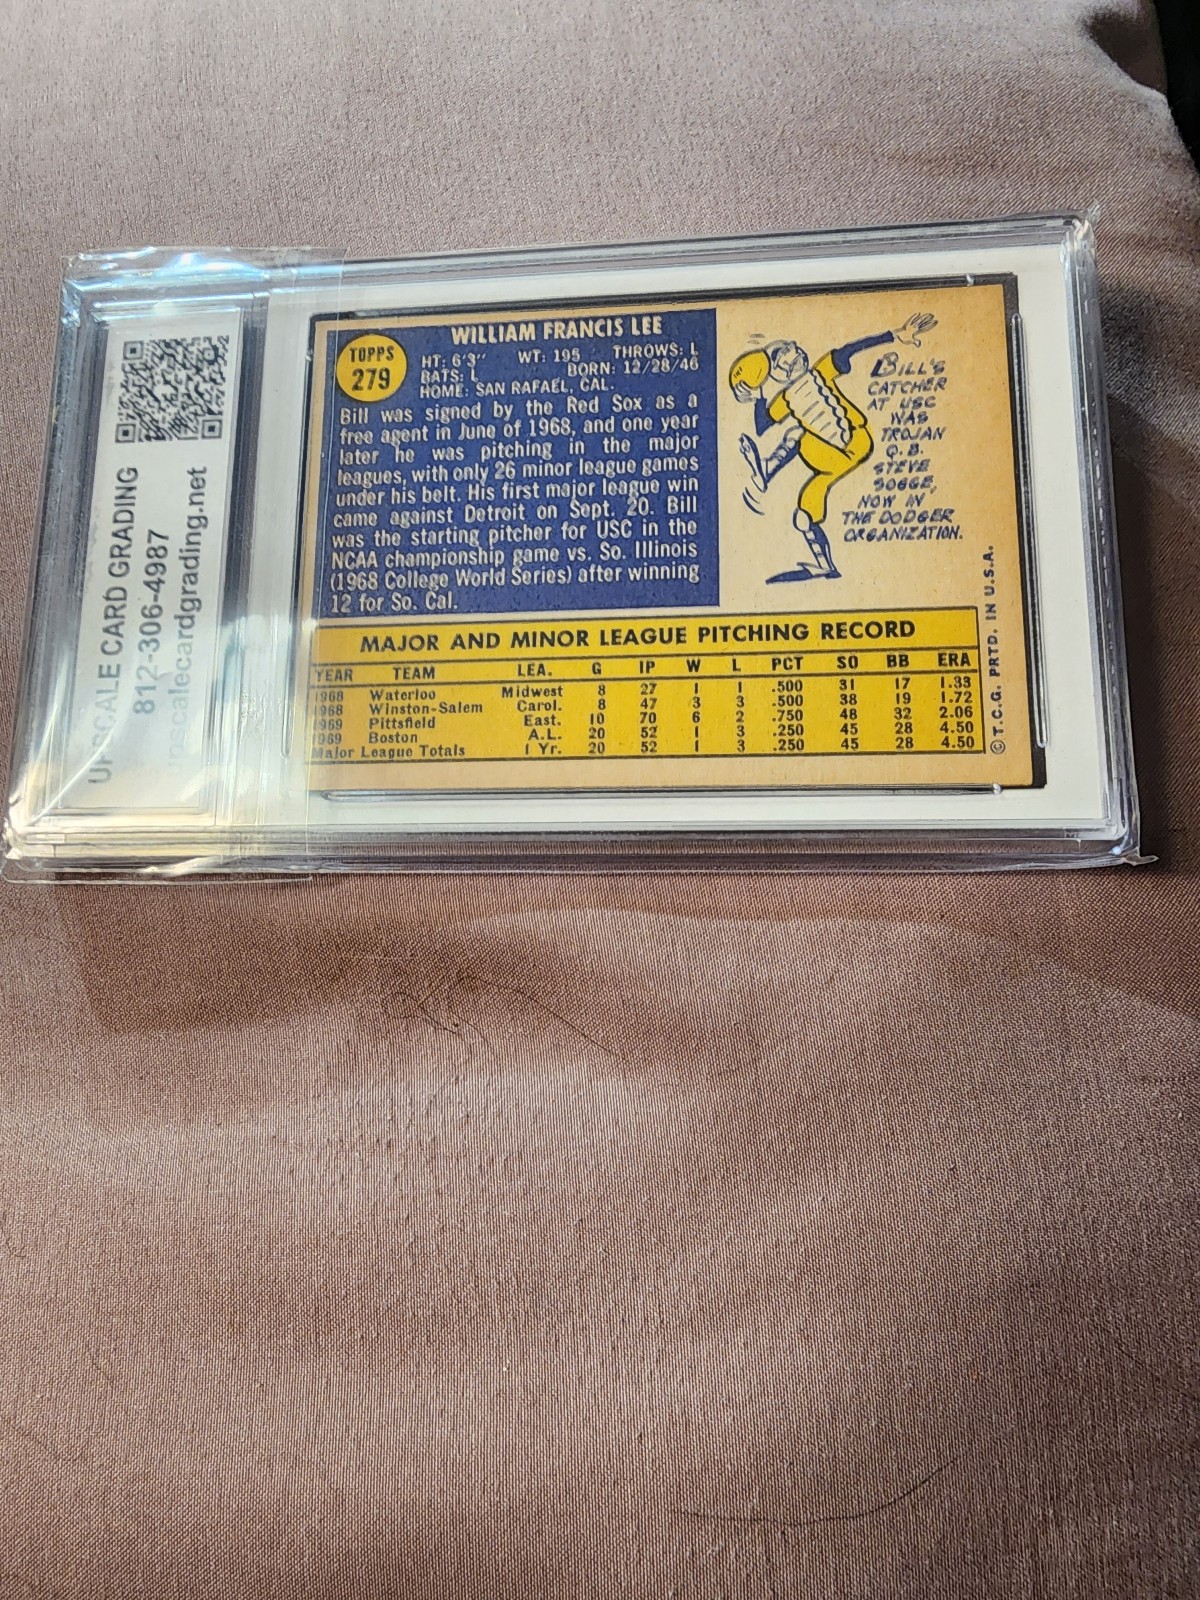 UPSCALE CARD GRADING
812-306-4987
upscalecardgrading.net
TOPPS
279
WILLIAM FRANCIS LEE
HT: 6'3" WT: 195 THROWS: L
BATS: L BORN: 12/28/46
HOME: SAN RAFAEL, CAL.
Bill was signed by the Red Sox as a
free agent in June of 1968, and one year
later he was pitching in the major
leagues, with only 26 minor league games
under his belt. His first major league win
came against Detroit on Sept. 20. Bill
was the starting pitcher for USC in the
NCAA championship game vs. So. Illinois
(1968 College World Series) after winning
12 for So. Cal.
BILL'S
CATCHER
AT USC
WAS
TROJAN
Q.B.
STEVE
SOGGE,
NOW IN
THE DODGER
ORGANIZATION.
MAJOR AND MINOR LEAGUE PITCHING RECORD
YEAR TEAM LEA. G IP W L PCT SO BB ERA
1968 Waterloo Midwest 8 27 1 1 .500 31 17 1.33
1968 Winston-Salem Carol. 8 47 3 3 .500 38 19 1.72
1969 Pittsfield East. 10 70 6 2 .750 48 32 2.06
1969 Boston A.L. 20 52 1 3 .250 45 28 4.50
Major League Totals 1 Yr. 20 52 1 3 .250 45 28 4.50
© T.C.G. PRTD. IN U.S.A.